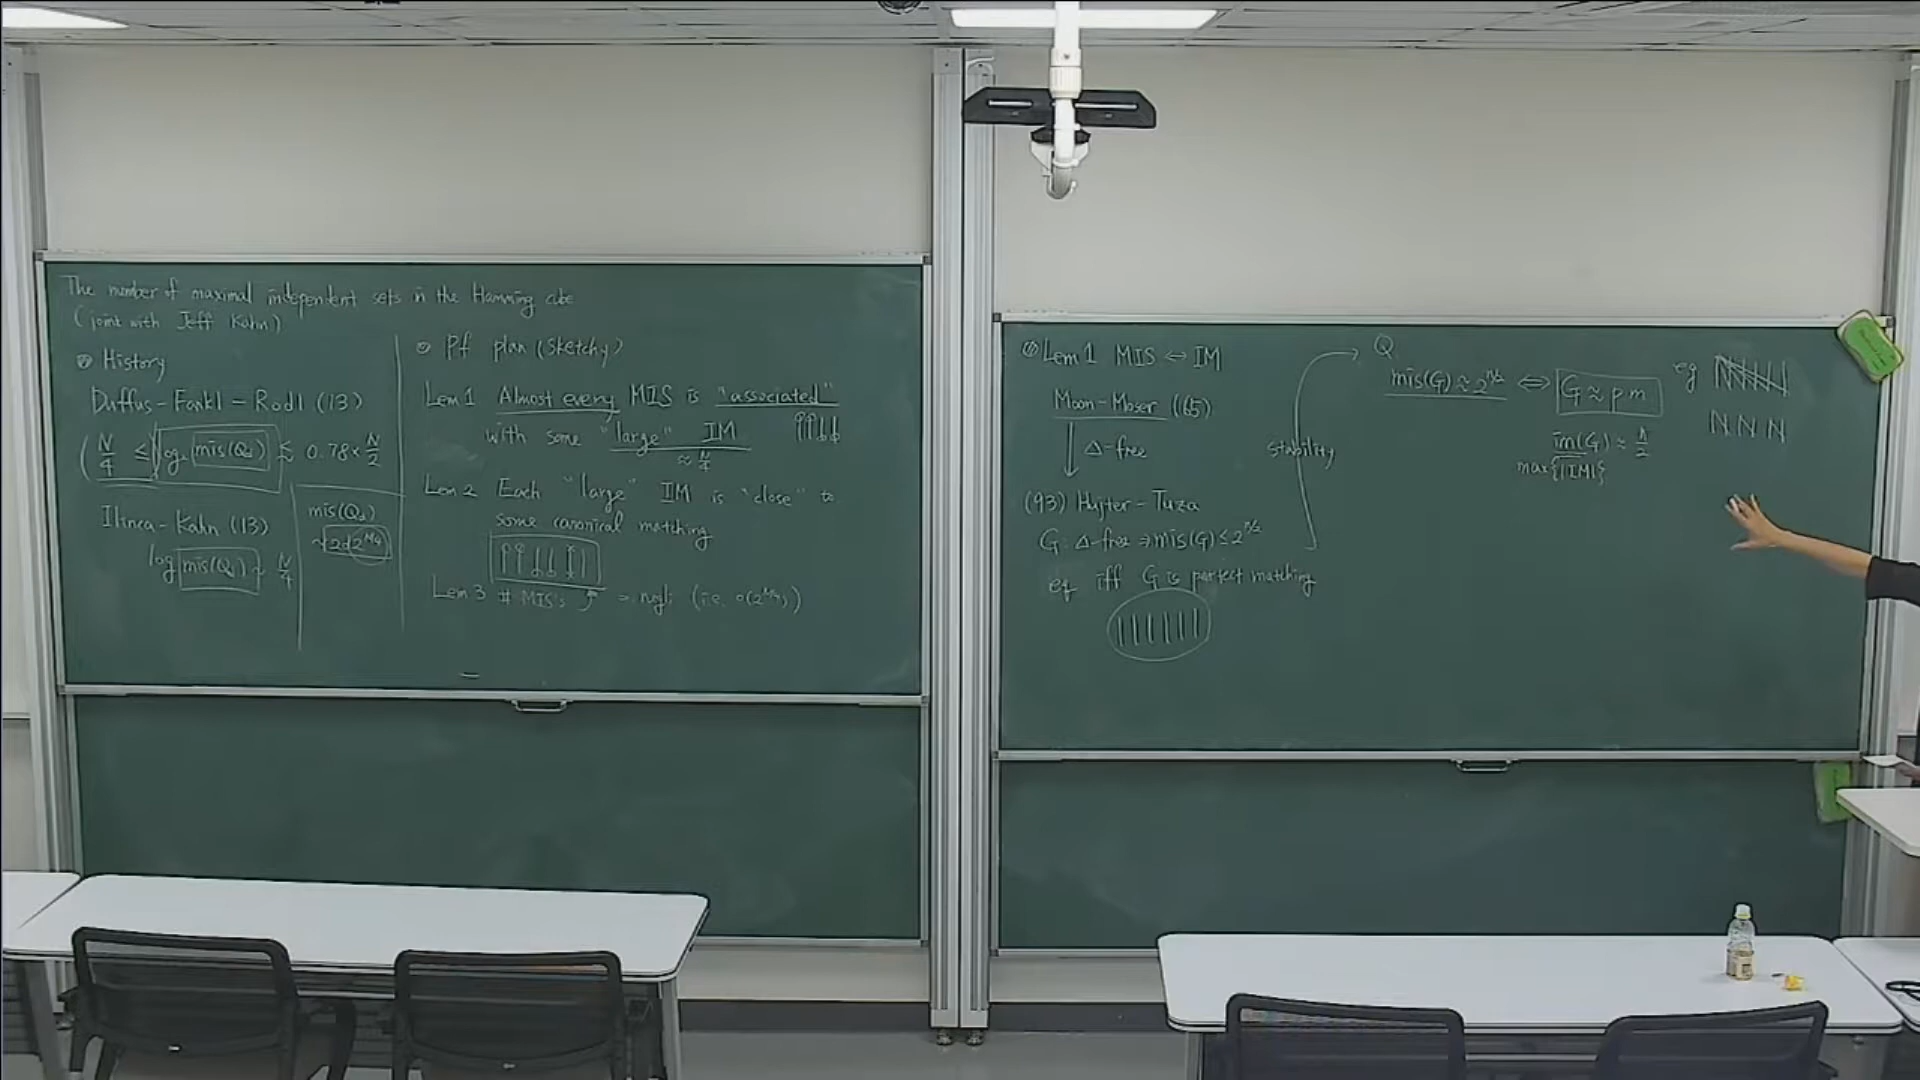 The number of maximal independent sets in the Hamming cube
(joint with Jeff Kahn)
History
Duffus-Frankl-Rodl (13)
N/4 ≤ log₂ mis(Q_d) ≲ 0.78 × N/2
Ilinca-Kahn (13)
log mis(Q_d) ~ N/4
mis(Q_d)
~ 2d2^{N/4}
Pf plan (Sketchy)
Lem 1 Almost every MIS is "associated"
with some "large" IM
≈ N/4
Lem 2 Each "large" IM is "close" to
some canonical matching
Lem 3 # MIS's = negli (i.e. o(2^{N/4}))
Lem 1 MIS ↔ IM
Moon-Moser (65)
Δ-free
(93) Hujter-Tuza
G: Δ-free ⇒ mis(G) ≤ 2^{n/2}
eq iff G is perfect matching
stability
Q
mis(G) ≈ 2^{n/2} ⇔ G ≈ pm
im(G) ≈ n/2
max{|IM|}
eg